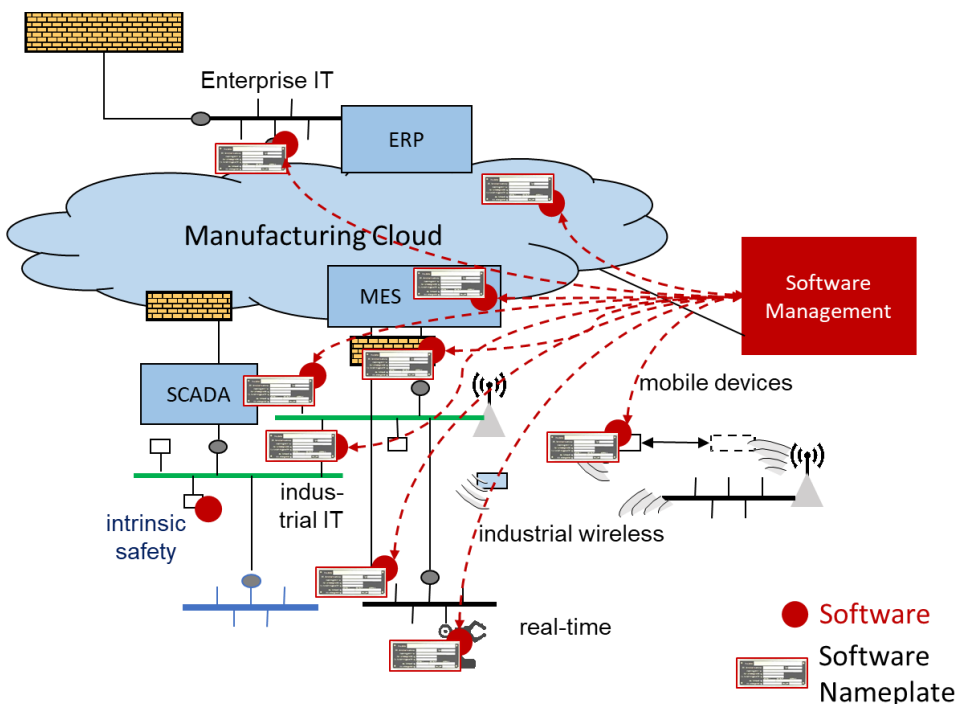 Enterprise IT
ERP
Manufacturing Cloud
MES
Software
Management
SCADA
mobile devices
indus-
trial IT
intrinsic
safety
industrial wireless
real-time
Software
Software
Nameplate